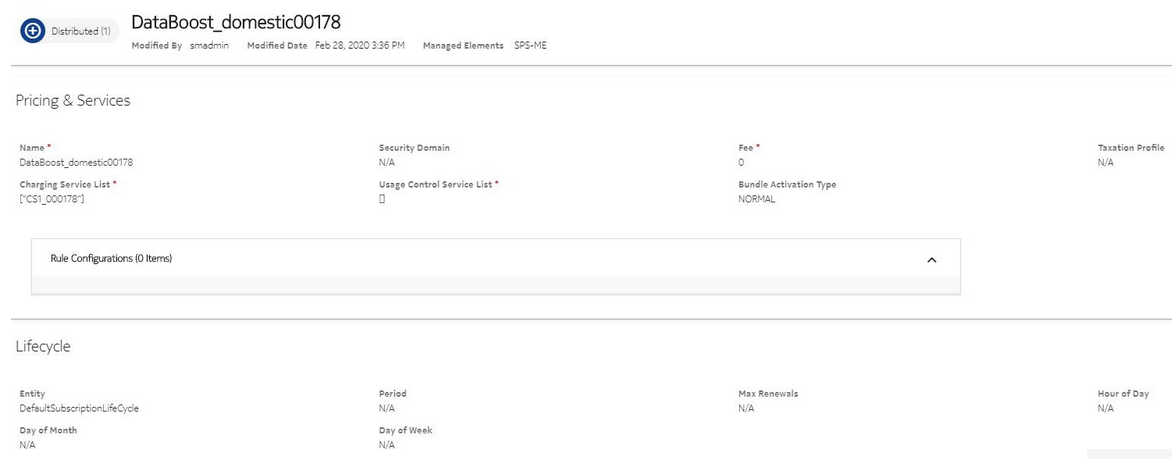 DataBoost_domestic00178
Distributed (1)
Modified By smadmin Modified Date Feb 28, 2020 3:36 PM Managed Elements SPS-ME
Pricing & Services
Name * Security Domain Fee * Taxation Profile
DataBoost_domestic00178 N/A 0 N/A
Charging Service List * Usage Control Service List * Bundle Activation Type
["CS1_000178"] [] NORMAL
Rule Configurations (0 Items)
Lifecycle
Entity Period Max Renewals Hour of Day
DefaultSubscriptionLifeCycle N/A N/A N/A
Day of Month Day of Week
N/A N/A